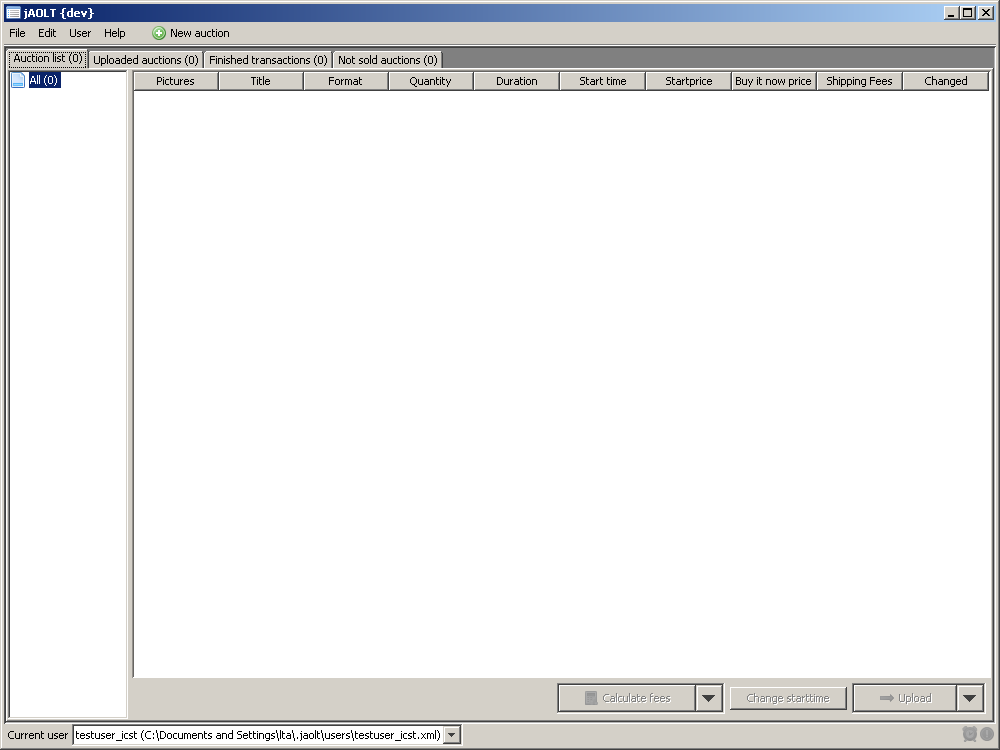 jAOLT {dev}
File Edit User Help New auction
Auction list (0) Uploaded auctions (0) Finished transactions (0) Not sold auctions (0)
All (0)
Pictures Title Format Quantity Duration Start time Startprice Buy it now price Shipping Fees Changed
Calculate fees Change starttime Upload
Current user testuser_icst (C:\Documents and Settings\lta\.jaolt\users\testuser_icst.xml)